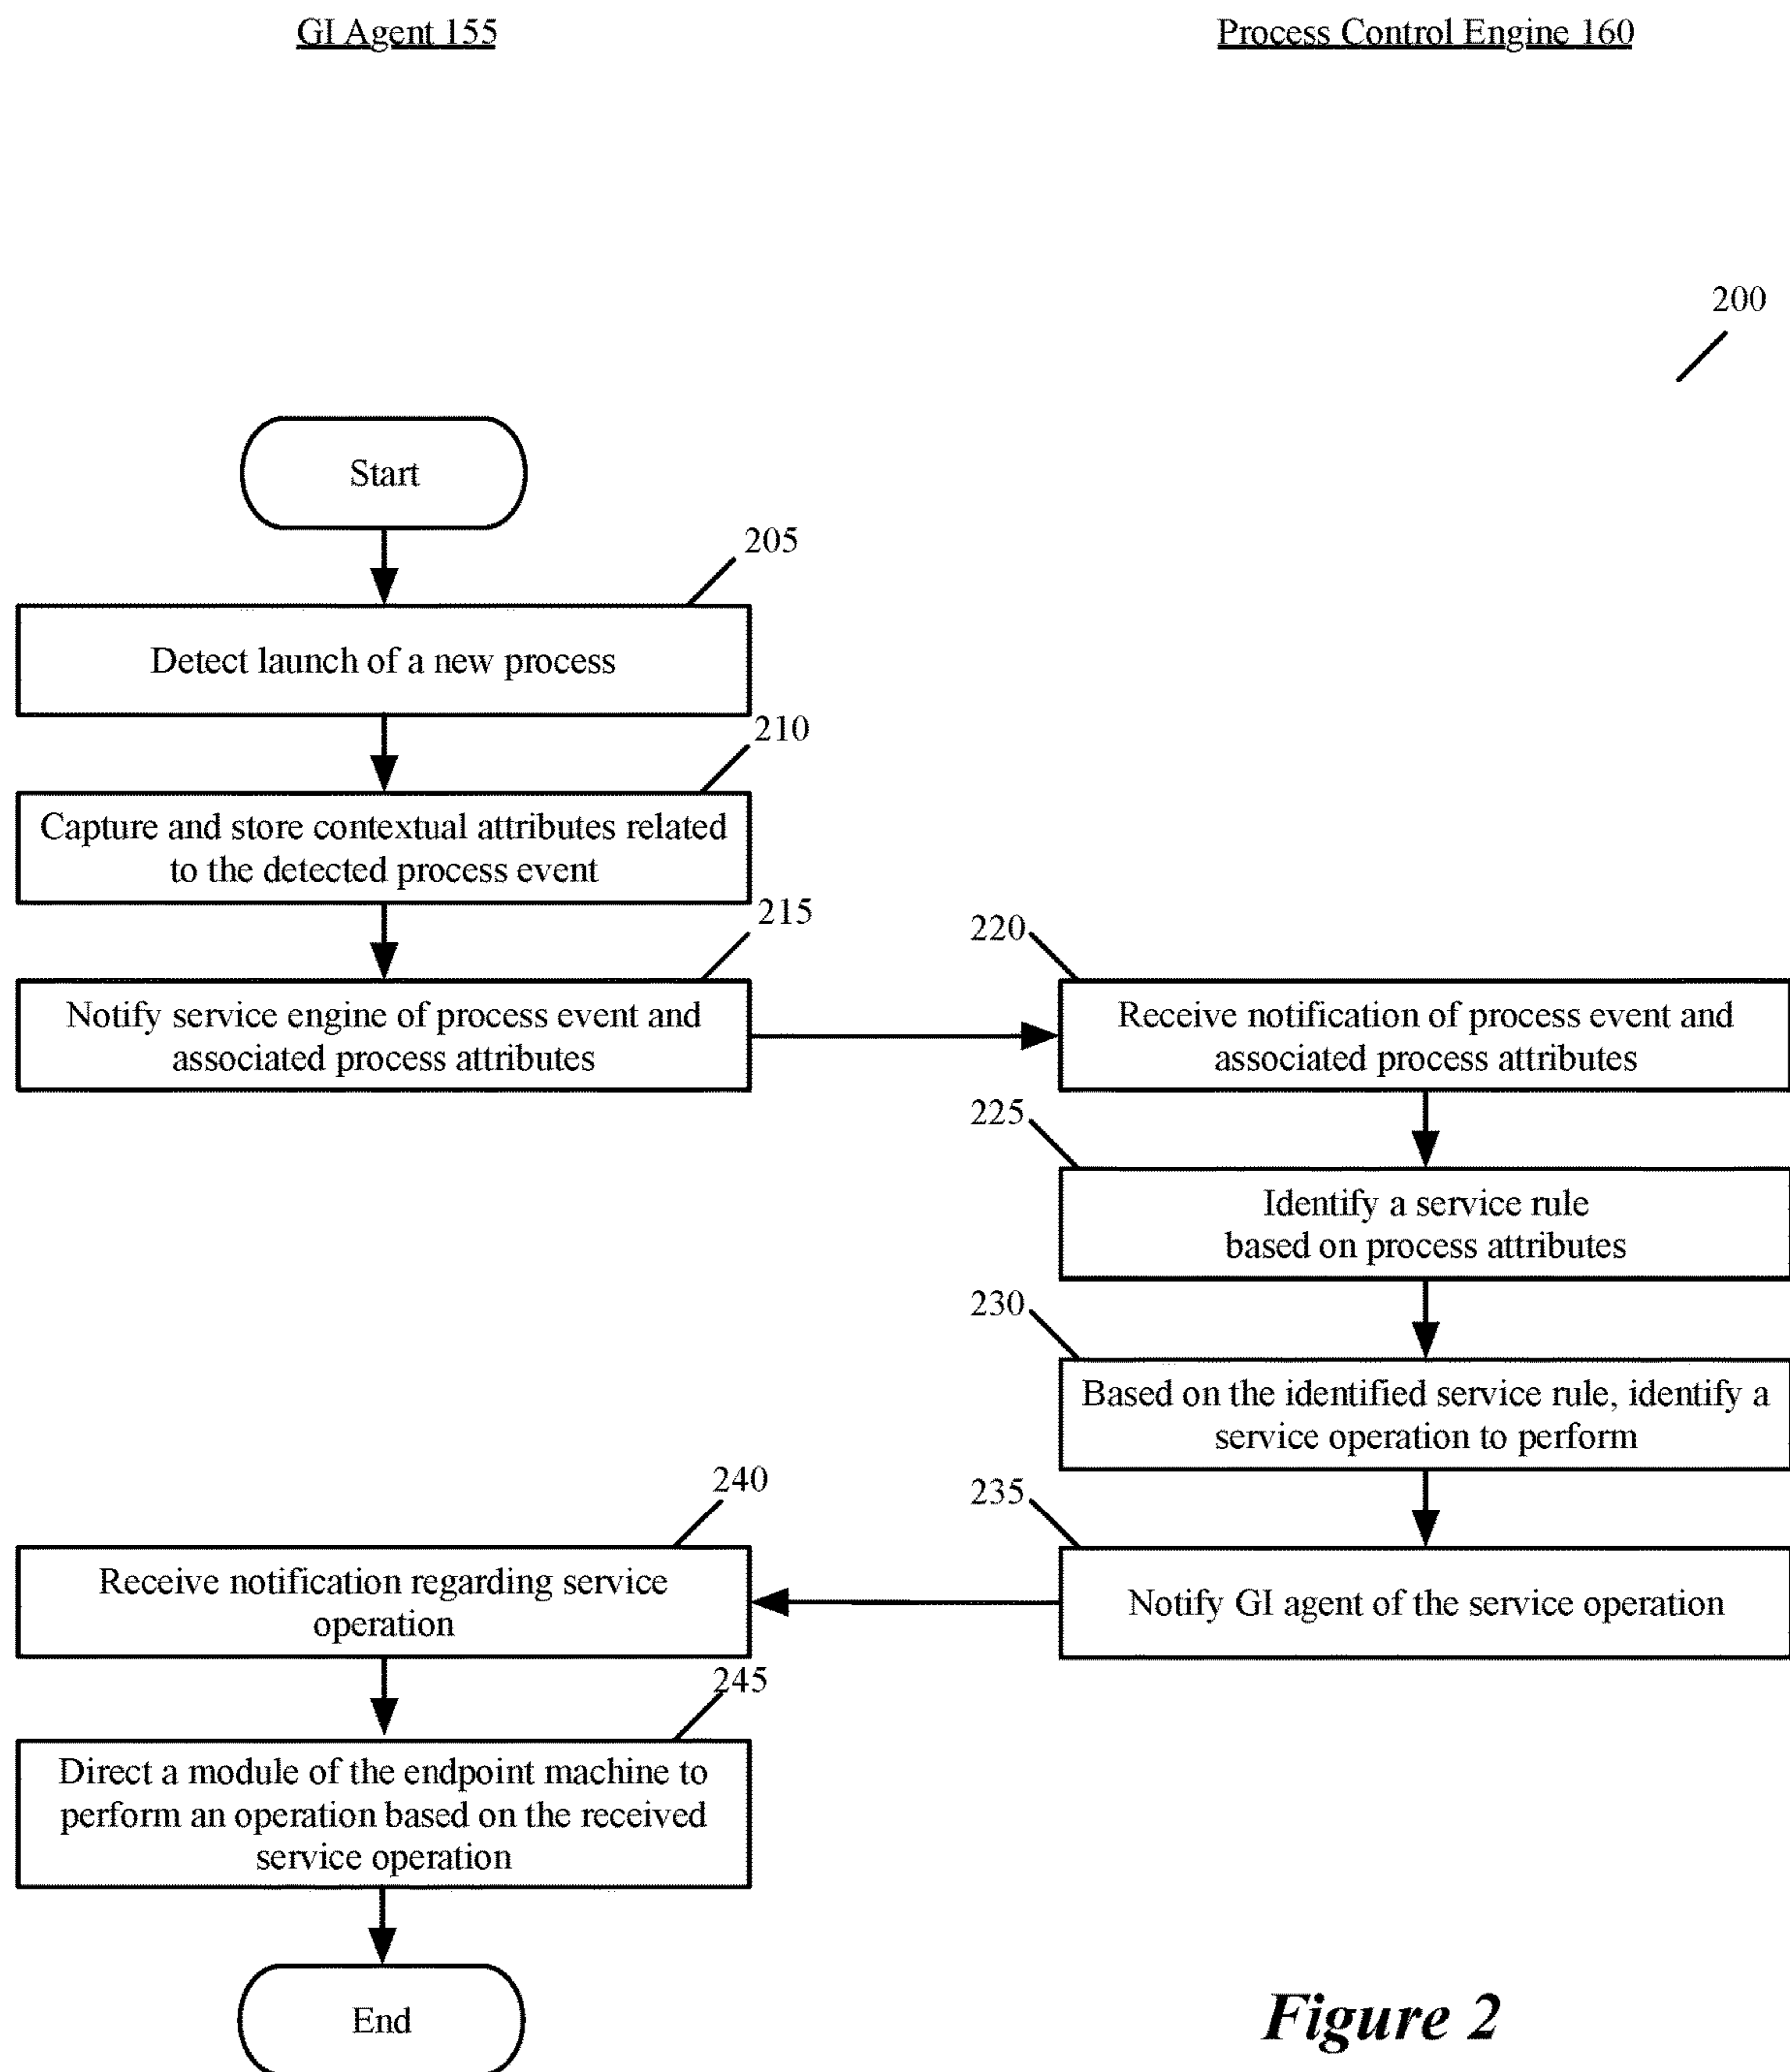 GI Agent 155
Process Control Engine 160
200
Start
205
Detect launch of a new process
210
Capture and store contextual attributes related
to the detected process event
215
Notify service engine of process event and
associated process attributes
220
Receive notification of process event and
associated process attributes
225
Identify a service rule
based on process attributes
230
Based on the identified service rule, identify a
service operation to perform
235
Notify GI agent of the service operation
240
Receive notification regarding service
operation
245
Direct a module of the endpoint machine to
perform an operation based on the received
service operation
End
Figure 2